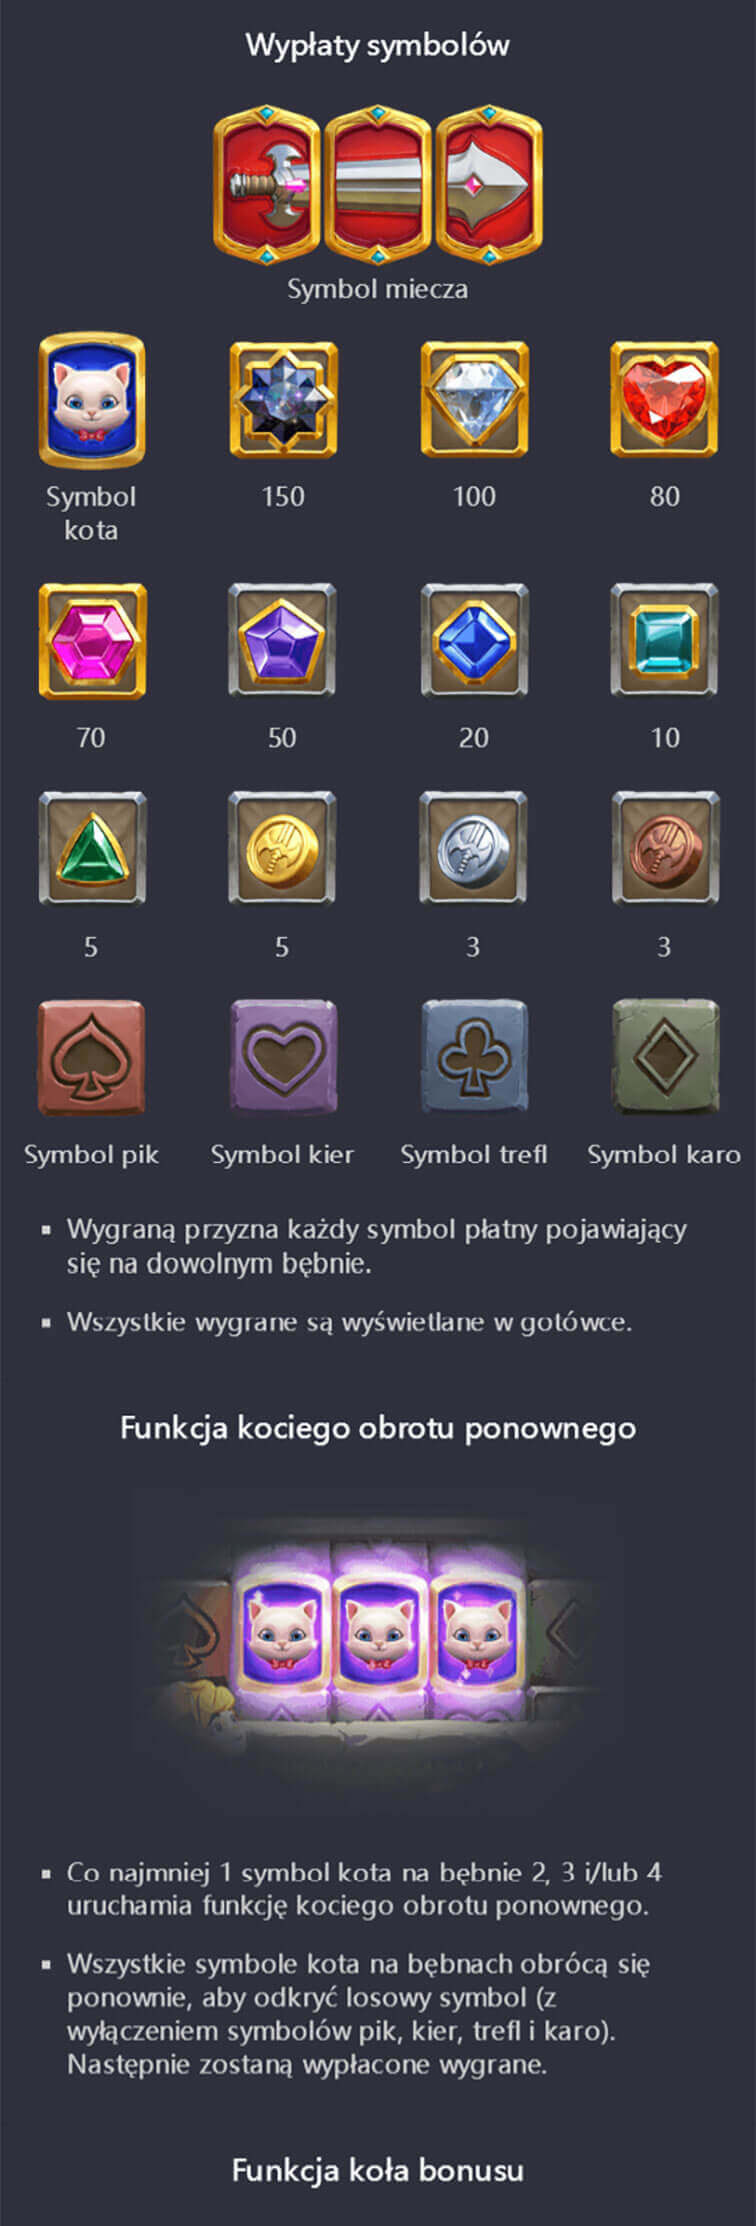 Wypłaty symbolów
Symbol miecza
Symbol
kota
150
100
80
70
50
20
10
5
5
3
3
Symbol pik
Symbol kier
Symbol trefl
Symbol karo
▪ Wygraną przyzna każdy symbol płatny pojawiający
się na dowolnym bębnie.
▪ Wszystkie wygrane są wyświetlane w gotówce.
Funkcja kociego obrotu ponownego
▪ Co najmniej 1 symbol kota na bębnie 2, 3 i/lub 4
uruchamia funkcję kociego obrotu ponownego.
▪ Wszystkie symbole kota na bębnach obrócą się
ponownie, aby odkryć losowy symbol (z
wyłączeniem symbolów pik, kier, trefl i karo).
Następnie zostaną wypłacone wygrane.
Funkcja koła bonusu